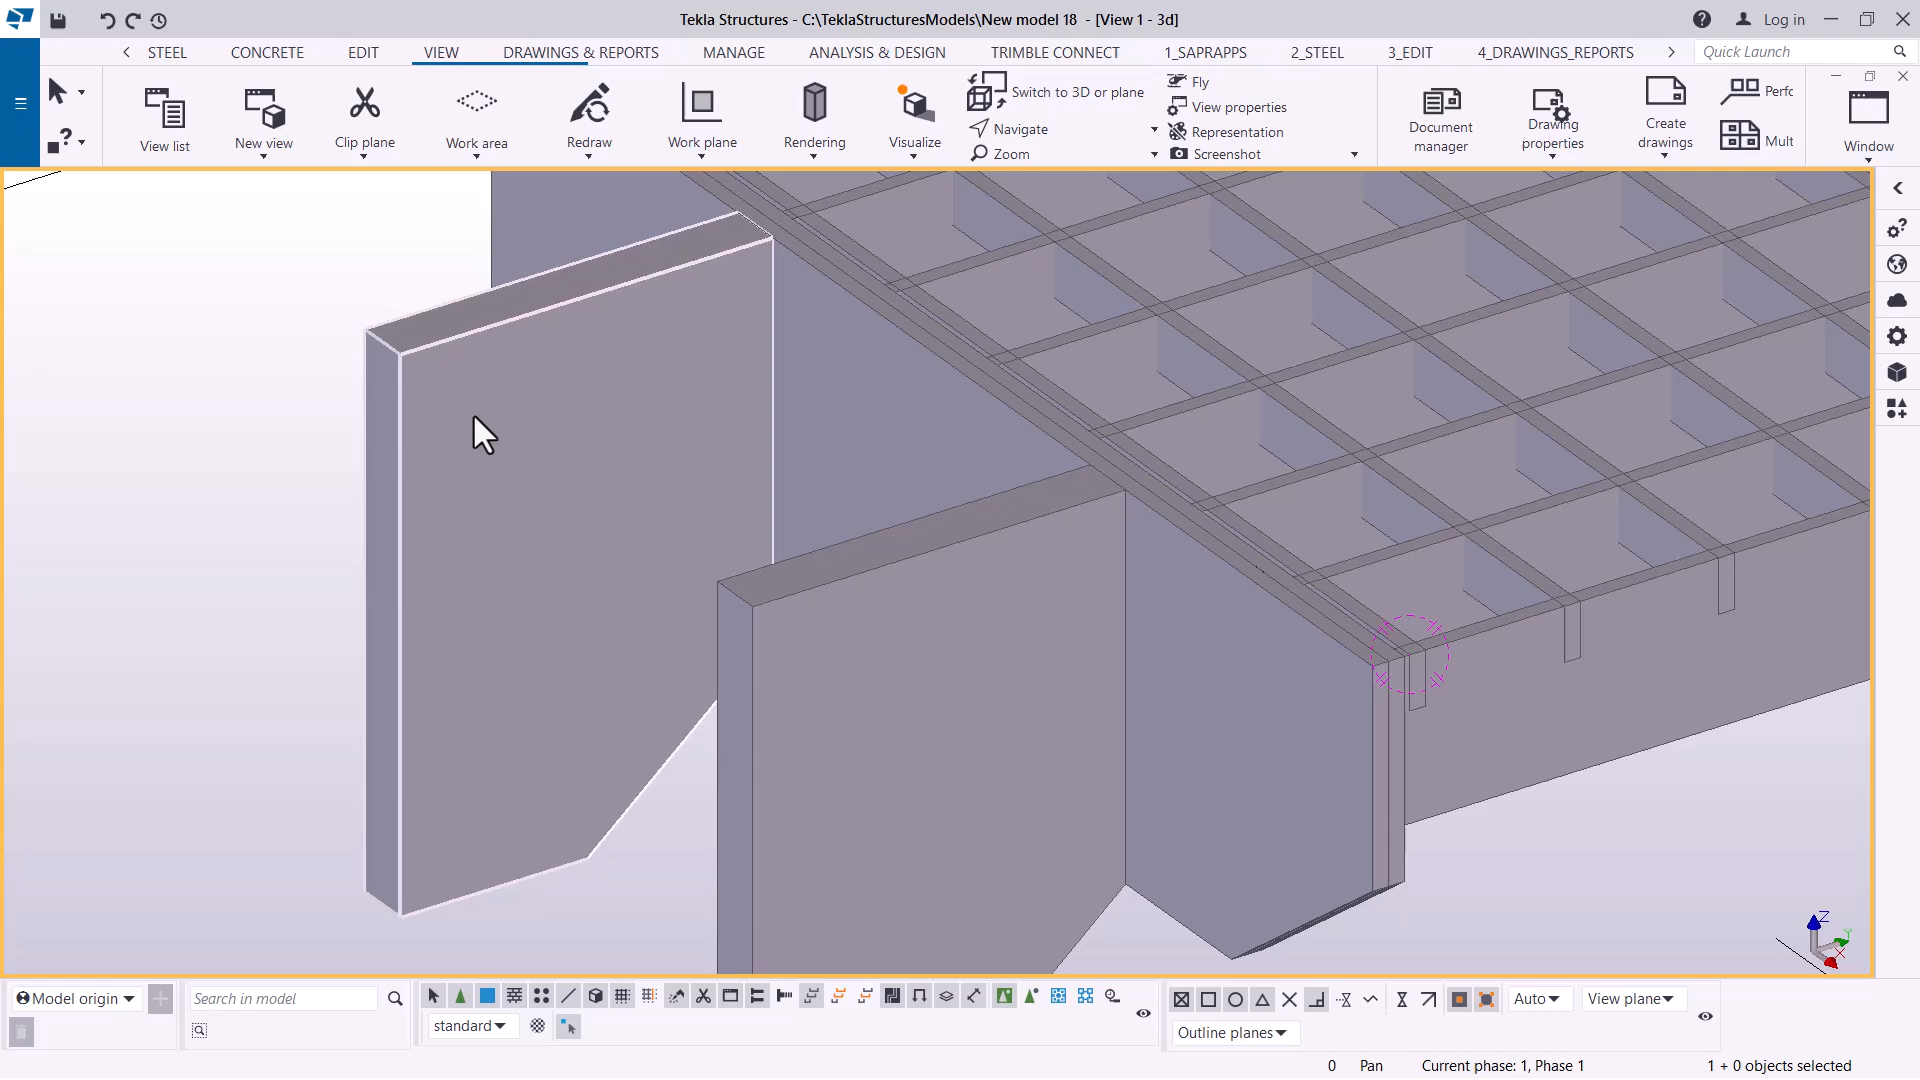 Tekla Structures - C:\TeklaStructuresModels\New model 18 - [View 1 - 3d]
Log in
STEEL
CONCRETE
EDIT
VIEW
DRAWINGS & REPORTS
MANAGE
ANALYSIS & DESIGN
TRIMBLE CONNECT
1_SAPRAPPS
2_STEEL
3_EDIT
4_DRAWINGS_REPORTS
Quick Launch
View list
New view
Clip plane
Work area
Redraw
Work plane
Rendering
Visualize
Switch to 3D or plane
Navigate
Zoom
Fly
View properties
Representation
Screenshot
Document
manager
Drawing
properties
Create
drawings
Perfo
Mult
Window
Z
Y
X
Model origin
Search in model
standard
Auto
View plane
Outline planes
0
Pan
Current phase: 1, Phase 1
1 + 0 objects selected